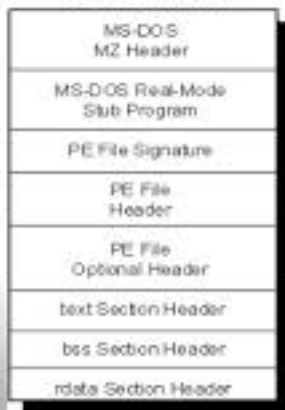 MS-DOS
MZ Header
MS-DOS Real-Mode
Stub Program
PE File Signature
PE File
Header
PE File
Optional Header
text Section Header
bss Section Header
rdata Section Header